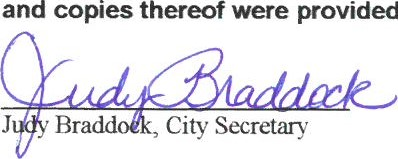 and copies thereof were provided
Judy Braddock
Judy Braddock, City Secretary